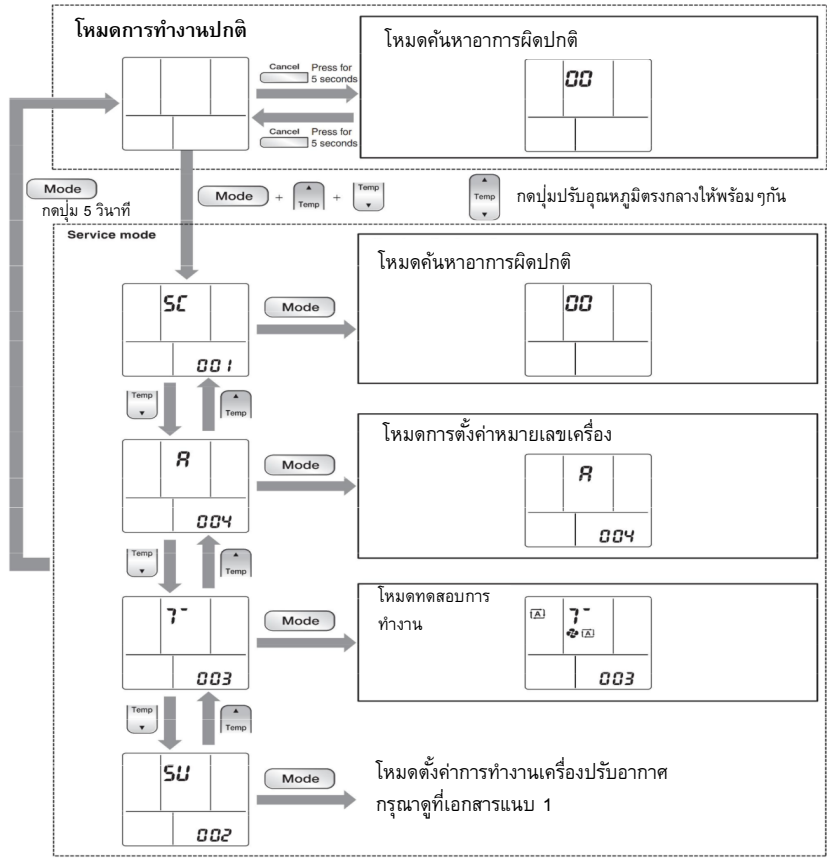 โหมดการทำงานปกติ
Cancel Press for
5 seconds
Cancel Press for
5 seconds
โหมดค้นหาอาการผิดปกติ
00
Mode
กดปุ่ม 5 วินาที
Mode + Temp + Temp
Temp
กดปุ่มปรับอุณหภูมิตรงกลางให้พร้อมๆกัน
Service mode
SC
001
Mode
โหมดค้นหาอาการผิดปกติ
00
Temp
Temp
A
004
Mode
โหมดการตั้งค่าหมายเลขเครื่อง
A
004
Temp
Temp
7-
003
Mode
โหมดทดสอบการ
ทำงาน
A 7-
A
003
Temp
Temp
SU
002
Mode
โหมดตั้งค่าการทำงานเครื่องปรับอากาศ
กรุณาดูที่เอกสารแนบ 1